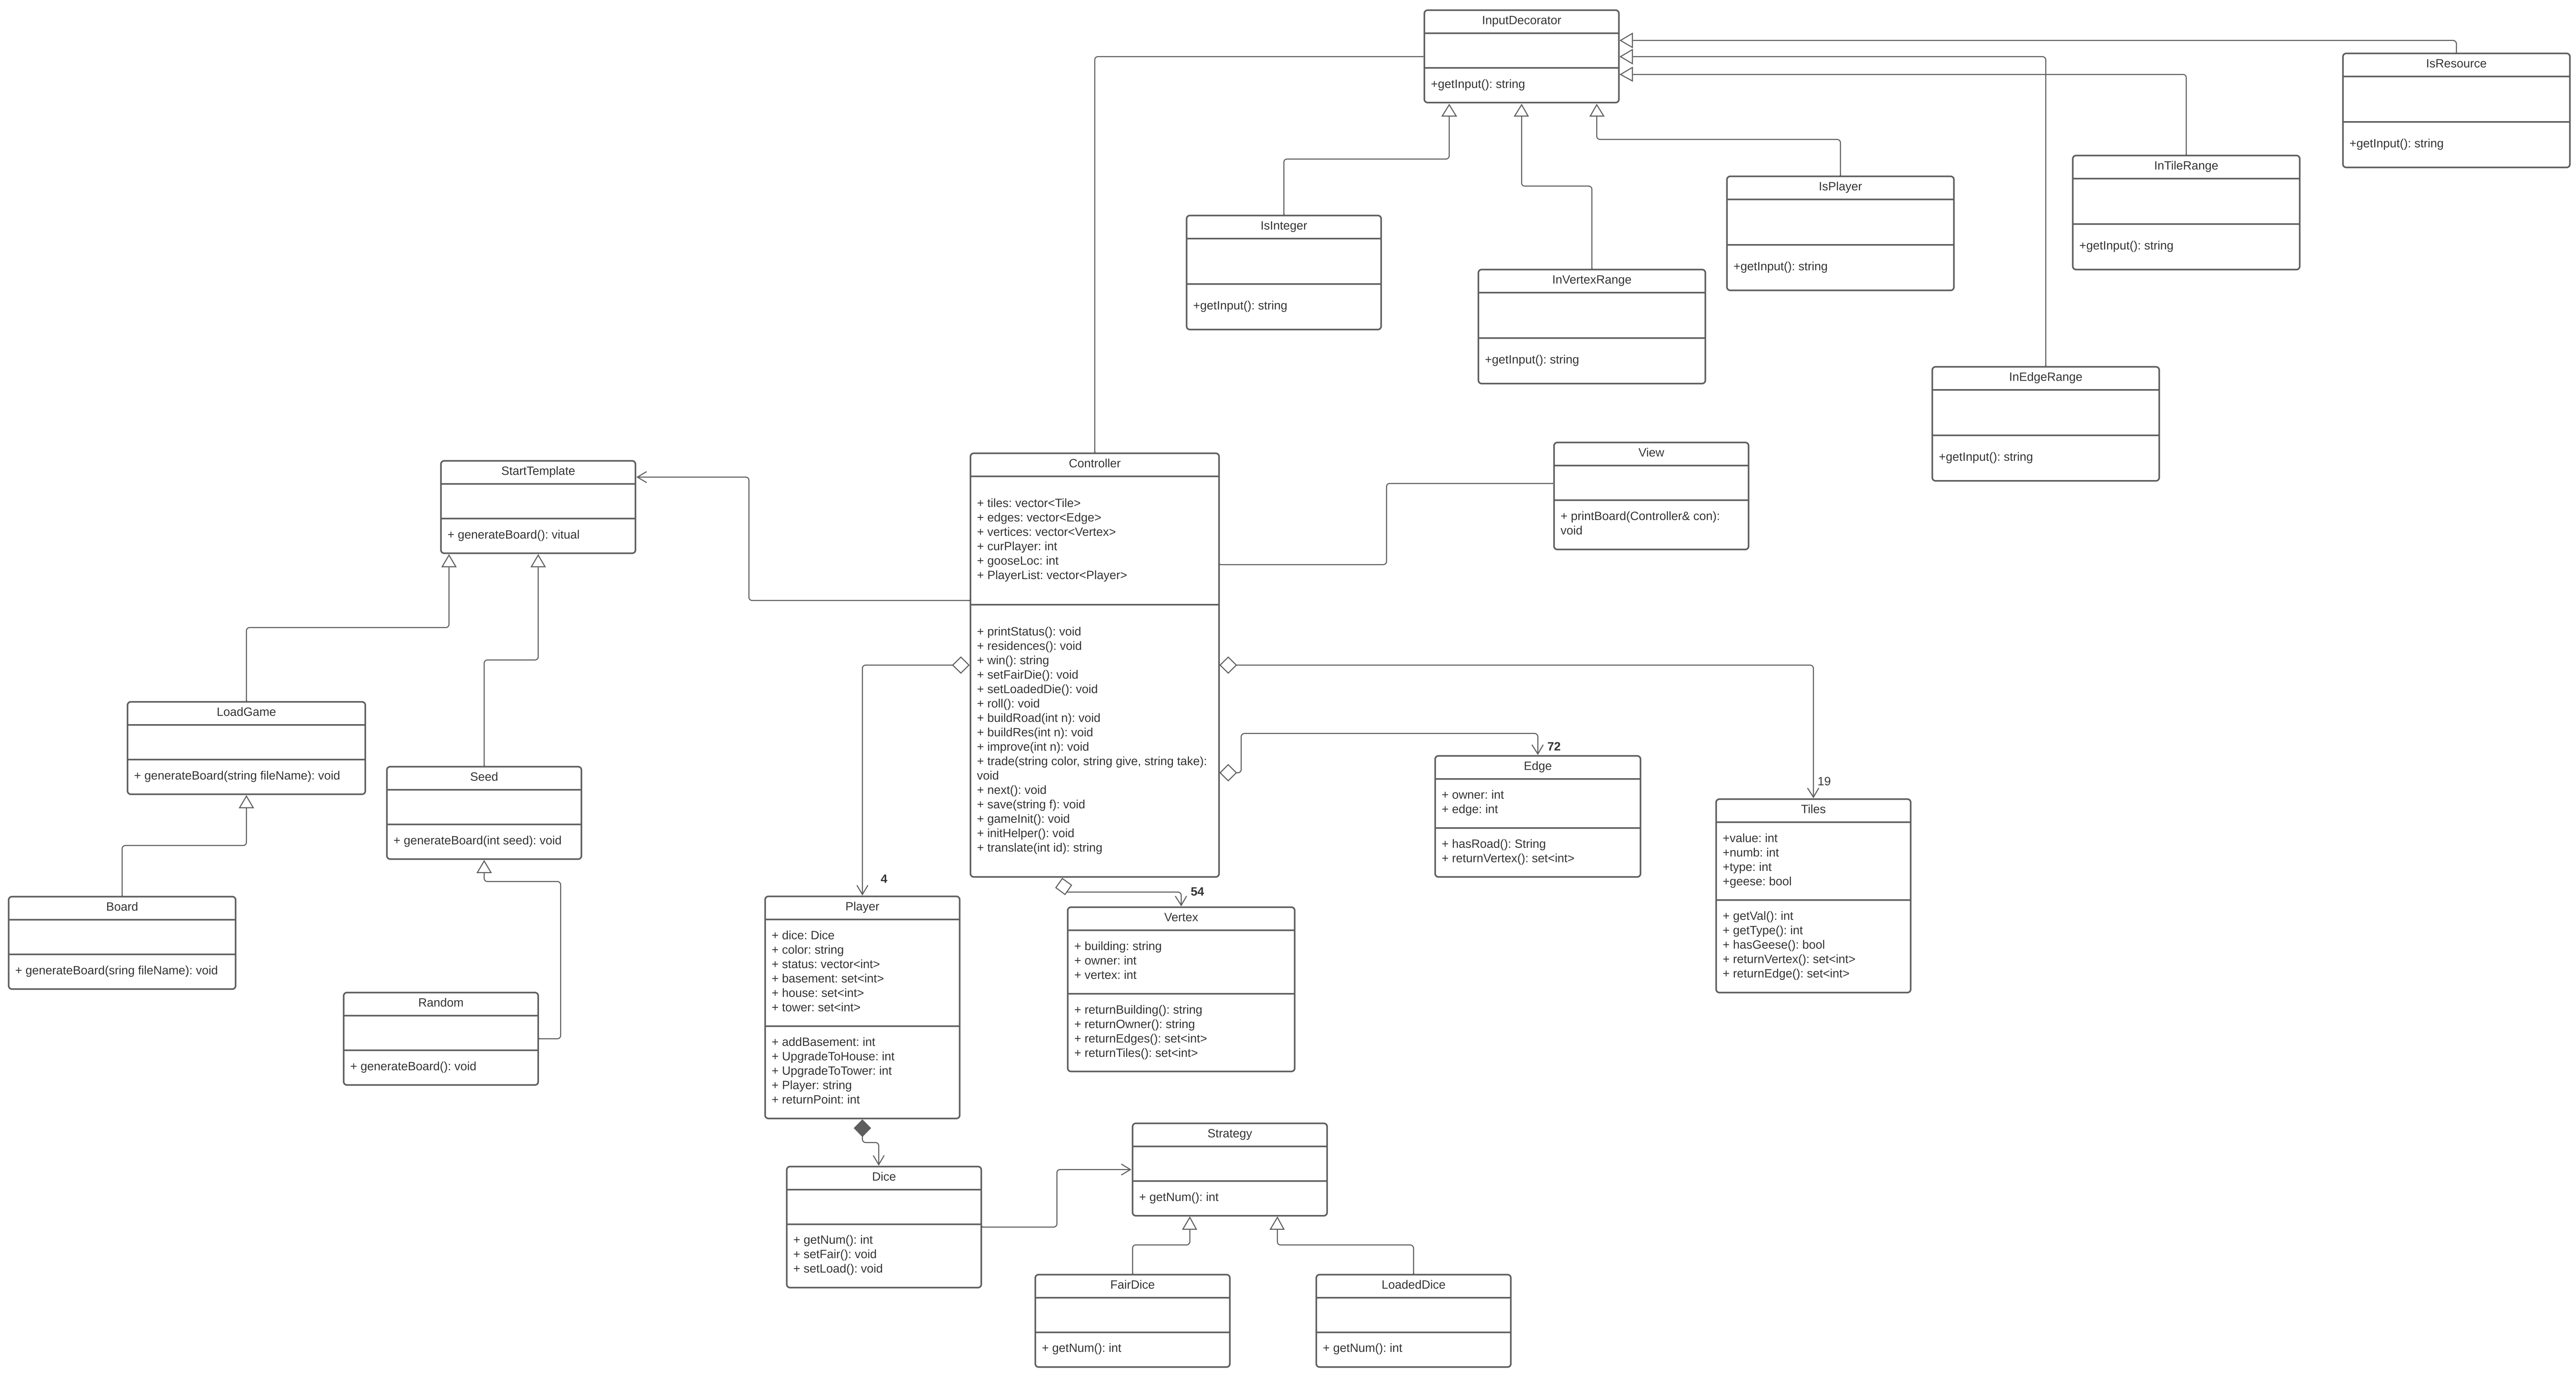 InputDecorator
+getInput(): string
IsResource
+getInput(): string
InTileRange
+getInput(): string
IsPlayer
+getInput(): string
IsInteger
+getInput(): string
InVertexRange
+getInput(): string
InEdgeRange
+getInput(): string
View
+ printBoard(Controller& con):
void
StartTemplate
+ generateBoard(): vitual
Controller
+ tiles: vector<Tile>
+ edges: vector<Edge>
+ vertices: vector<Vertex>
+ curPlayer: int
+ gooseLoc: int
+ PlayerList: vector<Player>
+ printStatus(): void
+ residences(): void
+ win(): string
+ setFairDie(): void
+ setLoadedDie(): void
+ roll(): void
+ buildRoad(int n): void
+ buildRes(int n): void
+ improve(int n): void
+ trade(string color, string give, string take):
void
+ next(): void
+ save(string f): void
+ gameInit(): void
+ initHelper(): void
+ translate(int id): string
LoadGame
+ generateBoard(string fileName): void
Seed
+ generateBoard(int seed): void
Board
+ generateBoard(sring fileName): void
Random
+ generateBoard(): void
72
Edge
+ owner: int
+ edge: int
+ hasRoad(): String
+ returnVertex(): set<int>
19
Tiles
+value: int
+numb: int
+type: int
+geese: bool
+ getVal(): int
+ getType(): int
+ hasGeese(): bool
+ returnVertex(): set<int>
+ returnEdge(): set<int>
4
Player
+ dice: Dice
+ color: string
+ status: vector<int>
+ basement: set<int>
+ house: set<int>
+ tower: set<int>
+ addBasement: int
+ UpgradeToHouse: int
+ UpgradeToTower: int
+ Player: string
+ returnPoint: int
54
Vertex
+ building: string
+ owner: int
+ vertex: int
+ returnBuilding(): string
+ returnOwner(): string
+ returnEdges(): set<int>
+ returnTiles(): set<int>
Dice
+ getNum(): int
+ setFair(): void
+ setLoad(): void
Strategy
+ getNum(): int
FairDice
+ getNum(): int
LoadedDice
+ getNum(): int